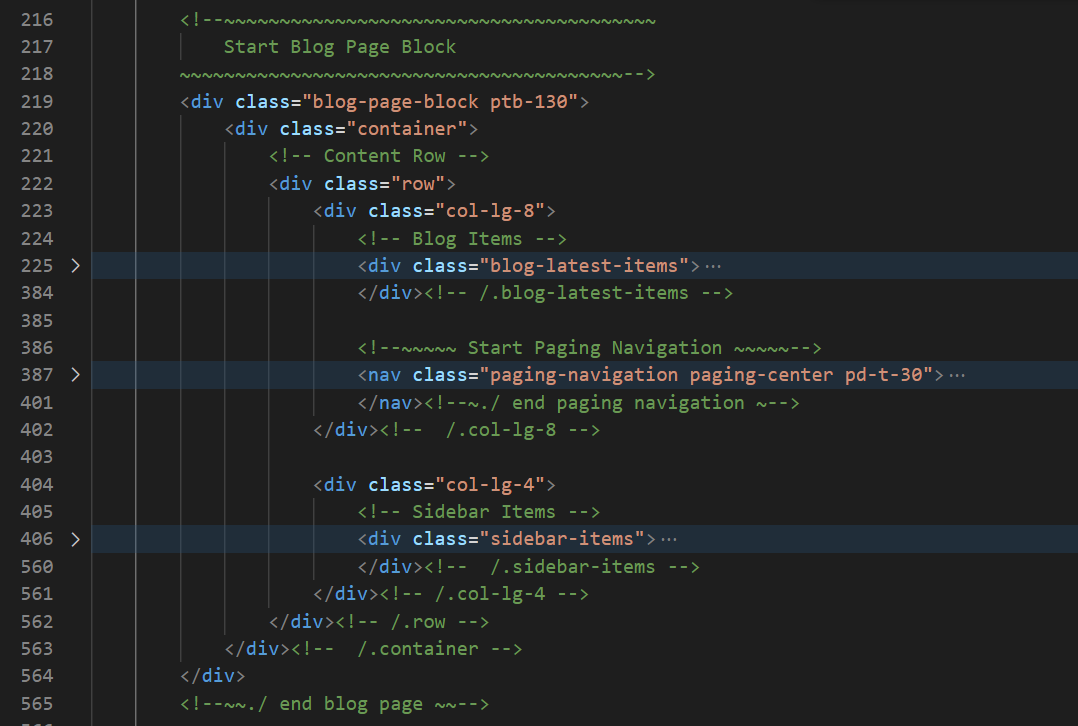 216 <!--~~~~~~~~~~~~~~~~~~~~~~~~~~~~~~~~~~~~~~~
217 Start Blog Page Block
218 ~~~~~~~~~~~~~~~~~~~~~~~~~~~~~~~~~~~~~~~~-->
219 <div class="blog-page-block ptb-130">
220 <div class="container">
221 <!-- Content Row -->
222 <div class="row">
223 <div class="col-lg-8">
224 <!-- Blog Items -->
225 <div class="blog-latest-items">···
384 </div><!-- /.blog-latest-items -->
385
386 <!--~~~~~ Start Paging Navigation ~~~~~-->
387 <nav class="paging-navigation paging-center pd-t-30">···
401 </nav><!--~./ end paging navigation ~-->
402 </div><!--  /.col-lg-8 -->
403
404 <div class="col-lg-4">
405 <!-- Sidebar Items -->
406 <div class="sidebar-items">···
560 </div><!--  /.sidebar-items -->
561 </div><!-- /.col-lg-4 -->
562 </div><!-- /.row -->
563 </div><!--  /.container -->
564 </div>
565 <!--~~./ end blog page ~~-->